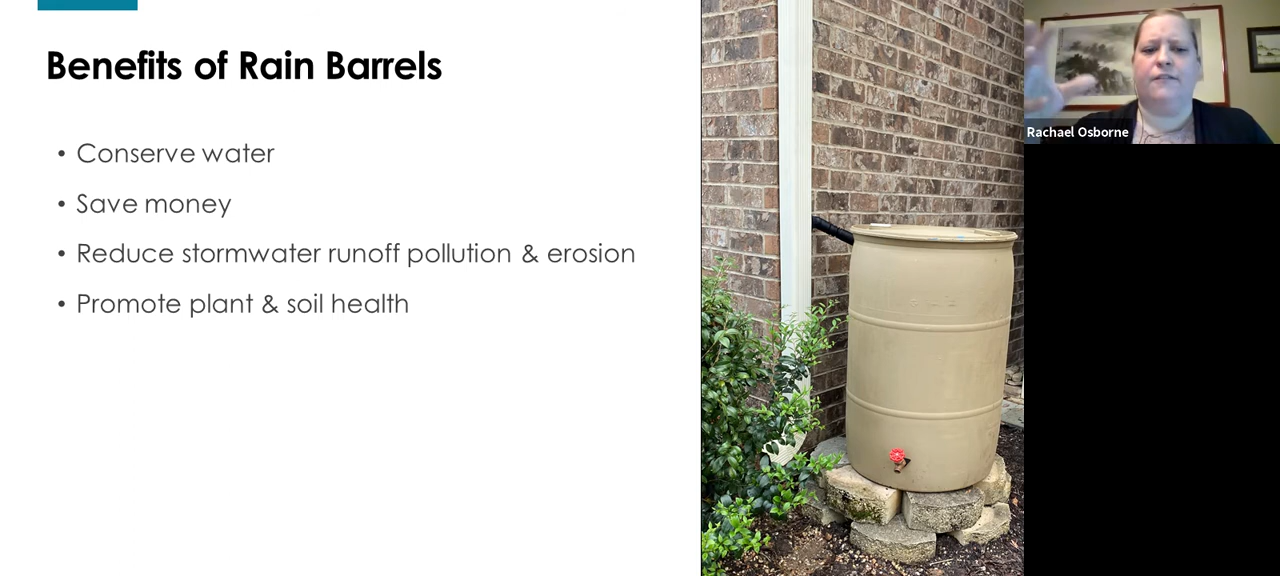 Benefits of Rain Barrels
• Conserve water
• Save money
• Reduce stormwater runoff pollution & erosion
• Promote plant & soil health
Rachael Osborne